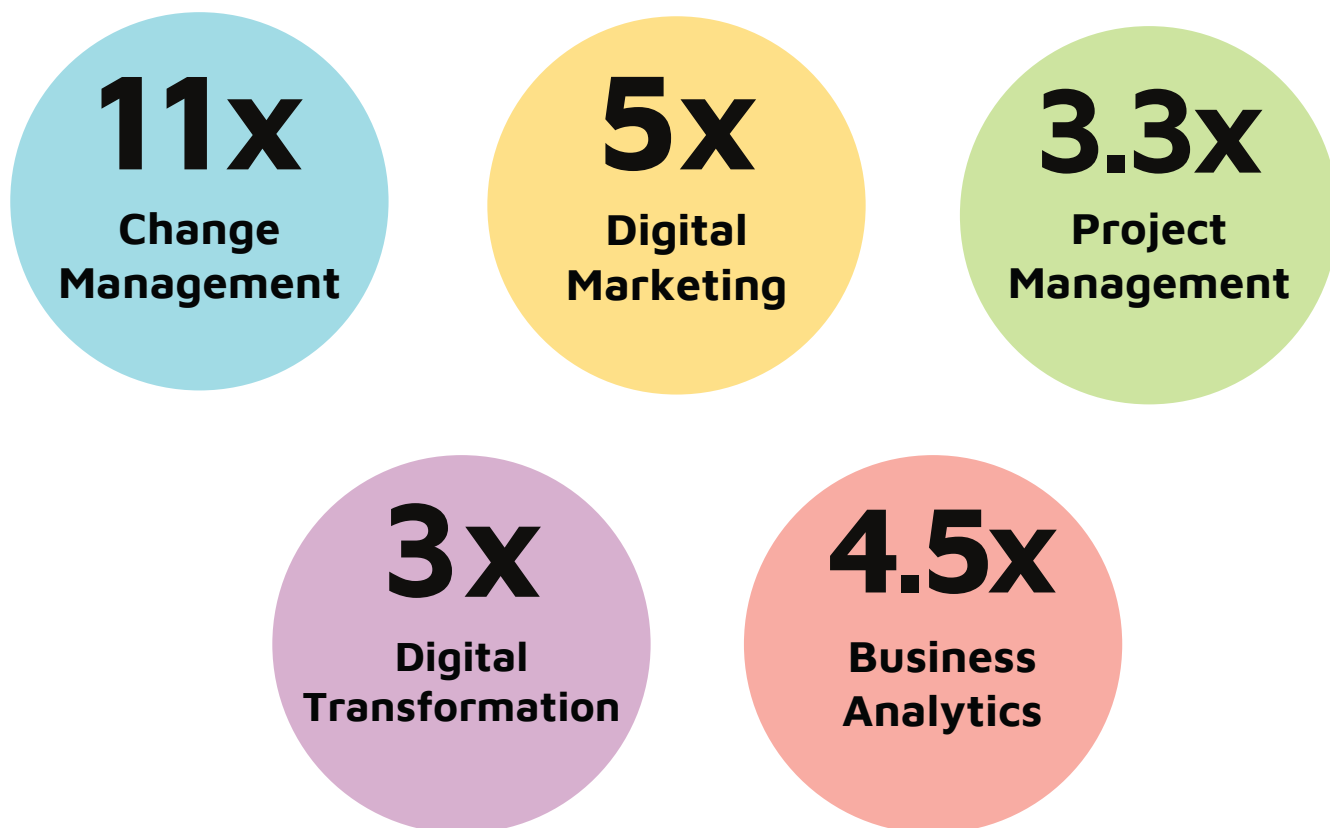 11x
Change
Management
5x
Digital
Marketing
3.3x
Project
Management
3x
Digital
Transformation
4.5x
Business
Analytics